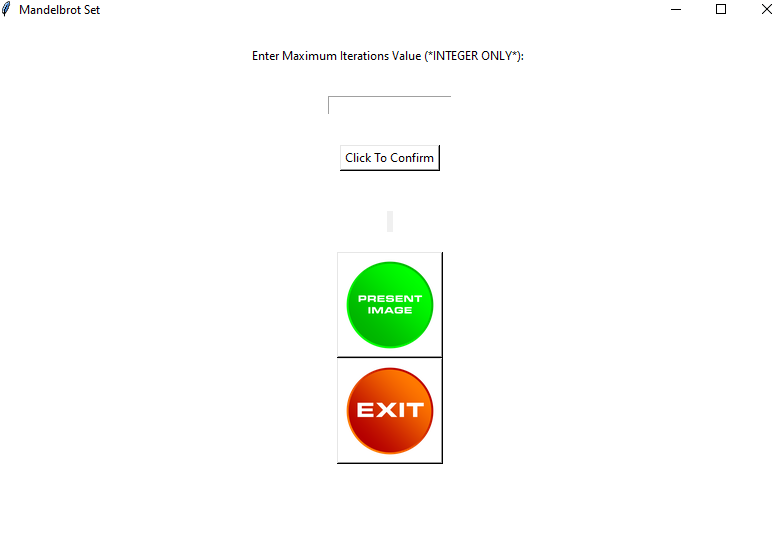 Mandelbrot Set
Enter Maximum Iterations Value (*INTEGER ONLY*):
Click To Confirm
PRESENT
IMAGE
EXIT